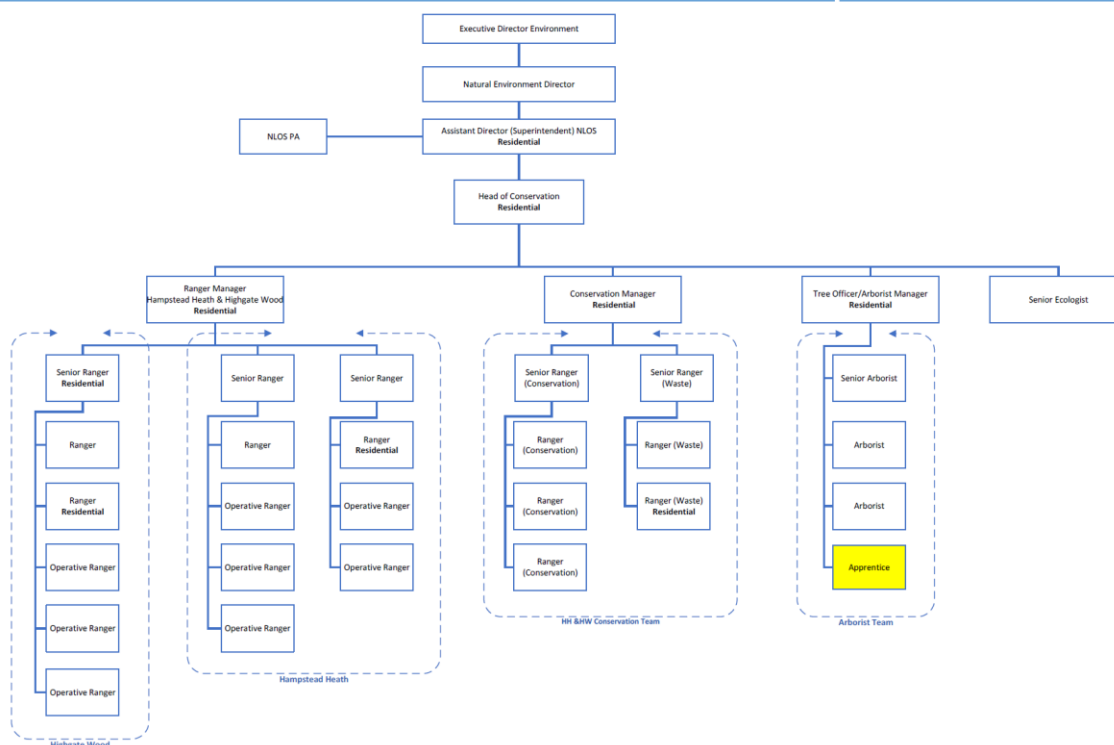 Executive Director Environment
Natural Environment Director
NLOS PA
Assistant Director (Superintendent) NLOS
Residential
Head of Conservation
Residential
Ranger Manager
Hampstead Heath & Highgate Wood
Residential
Conservation Manager
Residential
Tree Officer/Arborist Manager
Residential
Senior Ecologist
Senior Ranger
Residential
Ranger
Ranger
Residential
Operative Ranger
Operative Ranger
Operative Ranger
Highgate Wood
Senior Ranger
Ranger
Operative Ranger
Operative Ranger
Operative Ranger
Senior Ranger
Ranger
Residential
Operative Ranger
Operative Ranger
Hampstead Heath
Senior Ranger
(Conservation)
Ranger
(Conservation)
Ranger
(Conservation)
Ranger
(Conservation)
Senior Ranger
(Waste)
Ranger (Waste)
Ranger (Waste)
Residential
HH &HW Conservation Team
Senior Arborist
Arborist
Arborist
Apprentice
Arborist Team